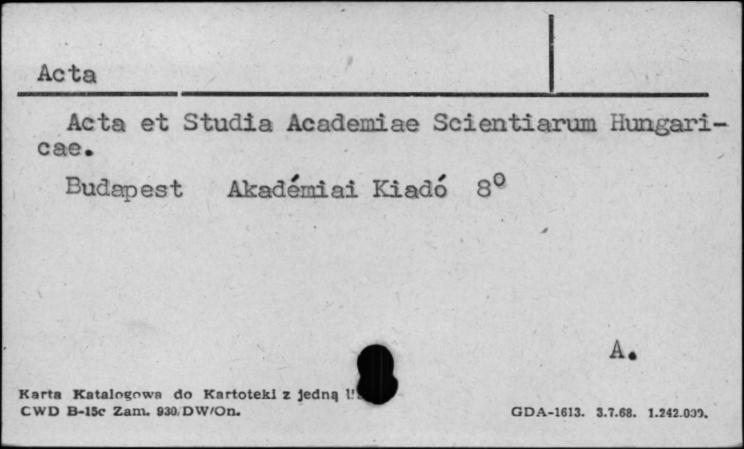 Acta
Acta et Studia Academiae Scientiarum Hungari-
cae.
Budapest Akadémiai Kiadó 8⁰
A.
Karta Katalogowa do Kartoteki z jedną
CWD B-15c Zam. 930/DW/On.
GDA-1613. 3.7.68. 1.242.000.